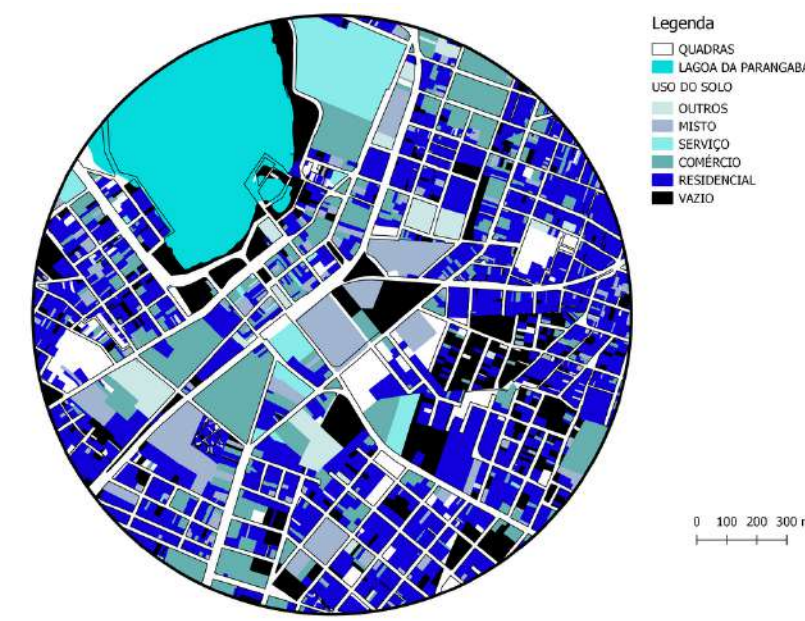 Legenda
QUADRAS
LAGOA DA PARANGABA
USO DO SOLO
OUTROS
MISTO
SERVIÇO
COMÉRCIO
RESIDENCIAL
VAZIO
0 100 200 300 m